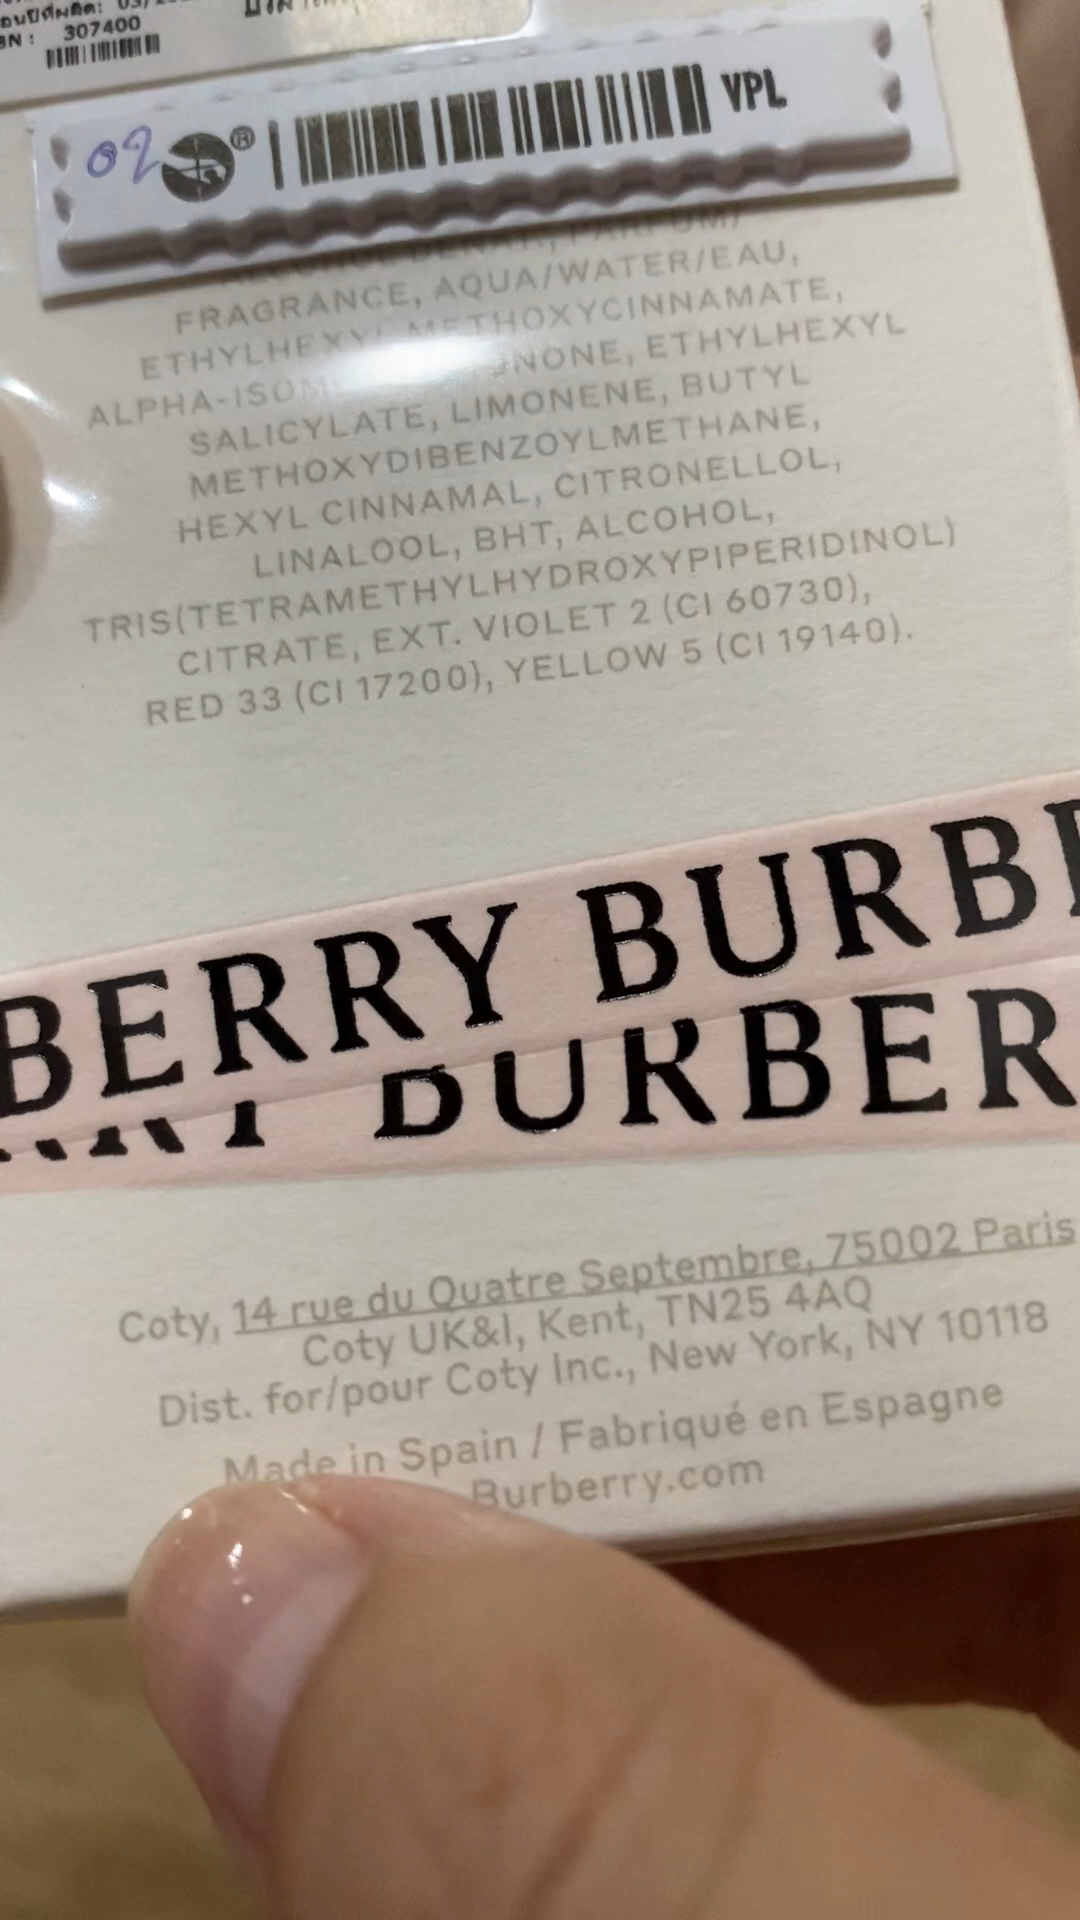 307400
02 ® VPL
FRAGRANCE, AQUA/WATER/EAU,
ETHYLHEXYL METHOXYCINNAMATE,
ETHYLHEXYL
SALICYLATE, LIMONENE, BUTYL
METHOXYDIBENZOYLMETHANE,
HEXYL CINNAMAL, CITRONELLOL,
LINALOOL, BHT, ALCOHOL,
TRIS(TETRAMETHYLHYDROXYPIPERIDINOL)
CITRATE, EXT. VIOLET 2 (CI 60730),
RED 33 (CI 17200), YELLOW 5 (CI 19140).
BERRY BURBE
BURBER
Coty, 14 rue du Quatre Septembre, 75002 Paris
Coty UK&I, Kent, TN25 4AQ
Dist. for/pour Coty Inc., New York, NY 10118
Made in Spain / Fabriqué en Espagne
Burberry.com